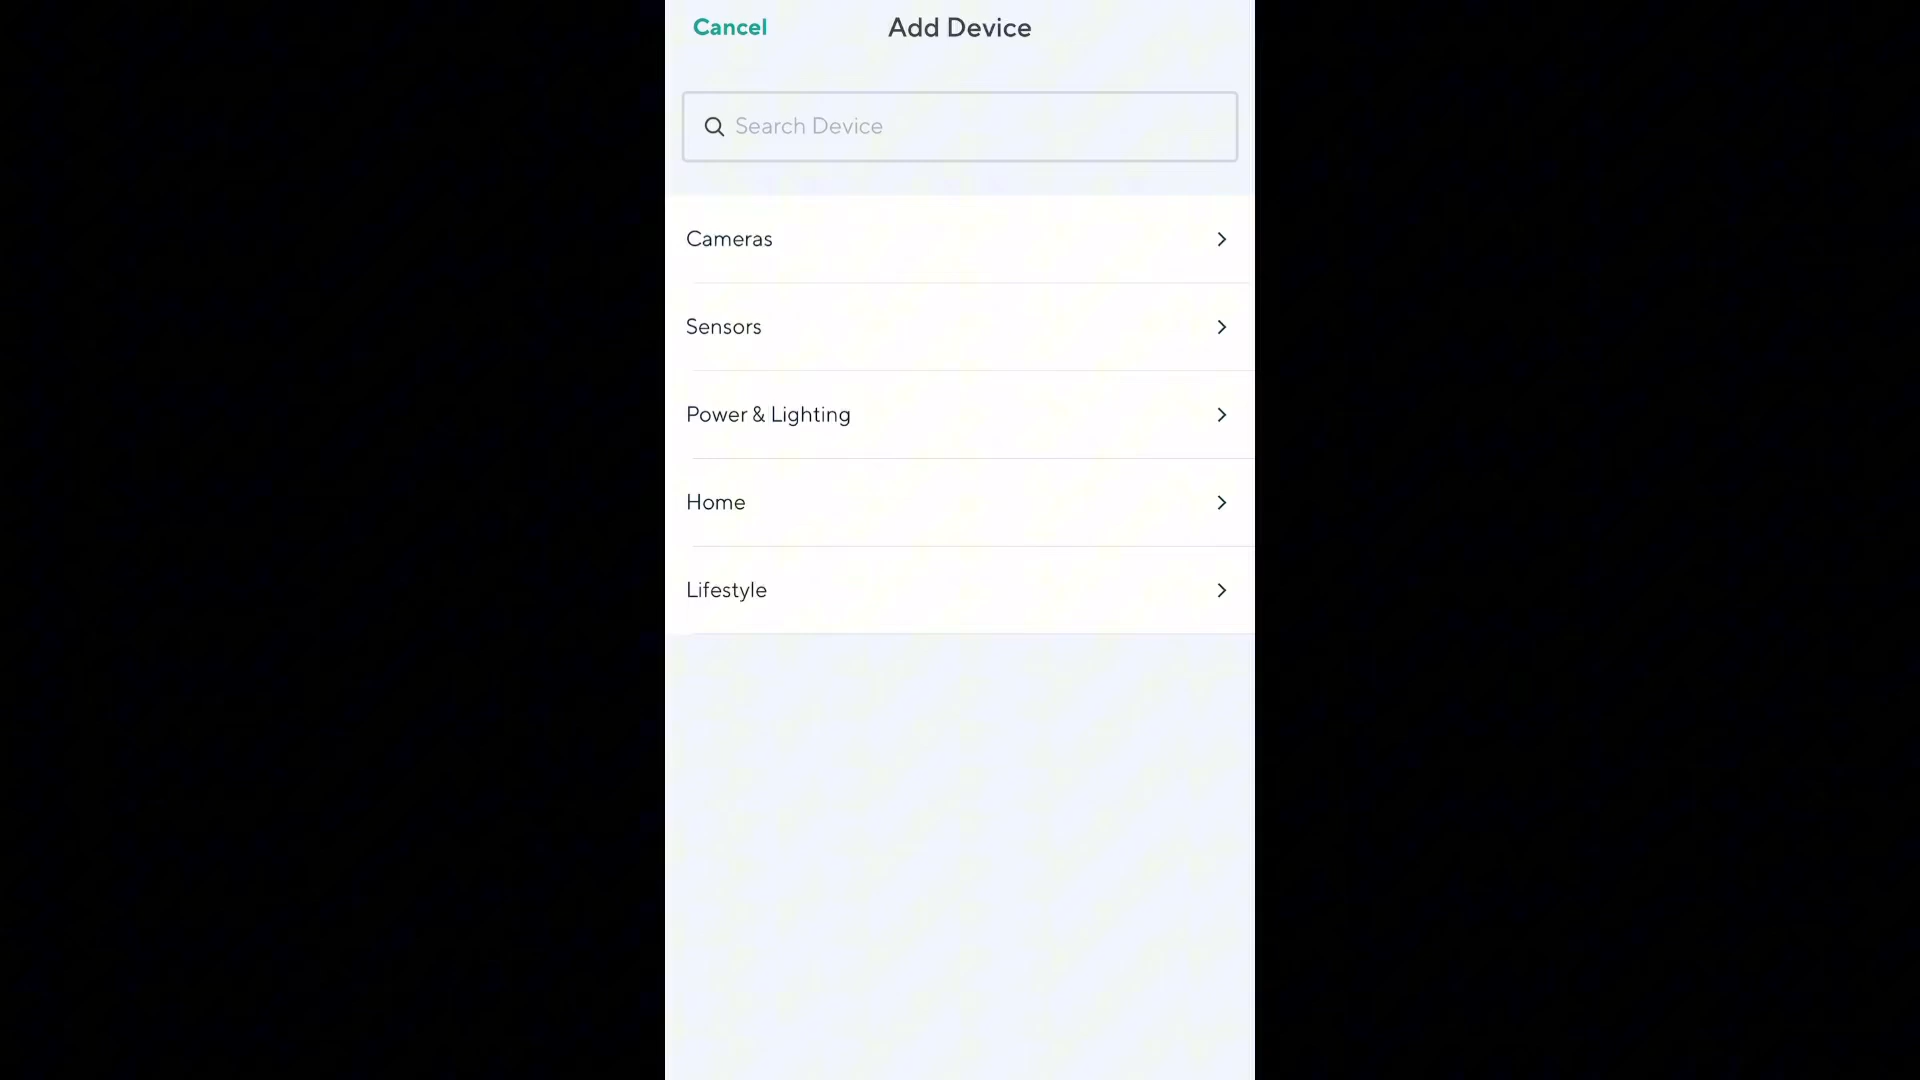 Cancel
Add Device
Search Device
Cameras
Sensors
Power & Lighting
Home
Lifestyle